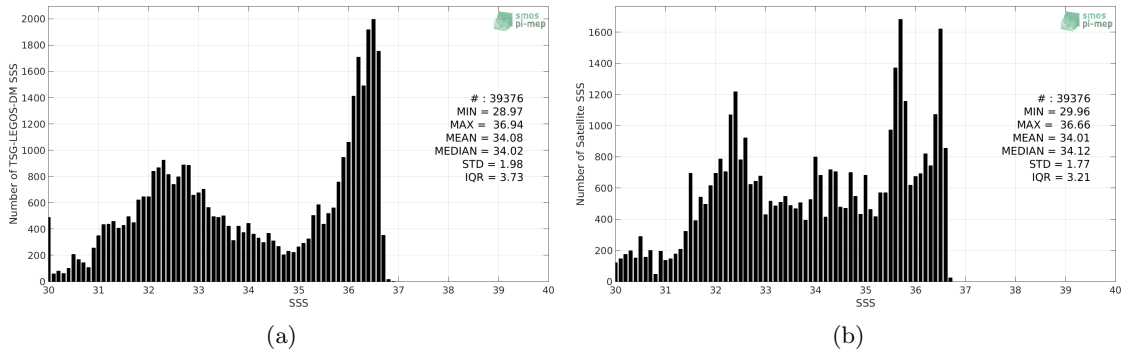 smos
pi-mep
2000
1800
1600
1400
1200
1000
800
600
400
200
0
Number of TSG-LEGOS-DM SSS
# : 39376
MIN = 28.97
MAX = 36.94
MEAN = 34.08
MEDIAN = 34.02
STD = 1.98
IQR = 3.73
30 31 32 33 34 35 36 37 38 39 40
SSS
(a)
smos
pi-mep
1600
1400
1200
1000
800
600
400
200
0
Number of Satellite SSS
# : 39376
MIN = 29.96
MAX = 36.66
MEAN = 34.01
MEDIAN = 34.12
STD = 1.77
IQR = 3.21
30 31 32 33 34 35 36 37 38 39 40
SSS
(b)